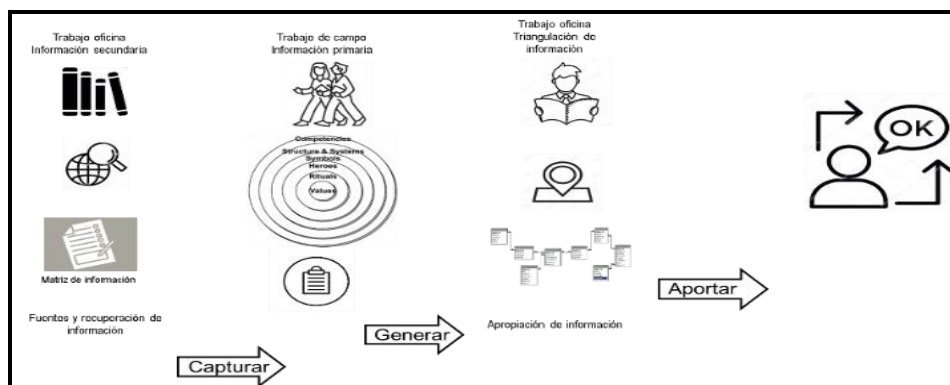 Trabajo oficina
Información secundaria
Matriz de información
Fuentes y recuperación de
información
Capturar
Trabajo de campo
Información primaria
Competencies
Structure & Systems
Symbols
Heroes
Rituals
Values
Generar
Trabajo oficina
Triangulación de
información
Apropiación de información
Aportar
OK